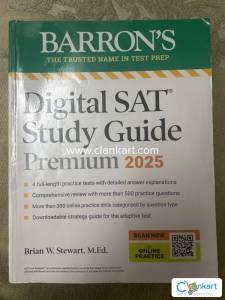 BARRON'S
THE TRUSTED NAME IN TEST PREP
Digital SAT®
Study Guide
Premium 2025
www.clankart.com
• 4 full-length practice tests with detailed answer explanations
• Comprehensive review with more than 500 practice questions
• More than 300 online practice drills categorized by question type
• Downloadable strategy guide for the adaptive test
Brian W. Stewart, M.Ed.
SCAN NOW
for ONLINE
PRACTICE
Clankart